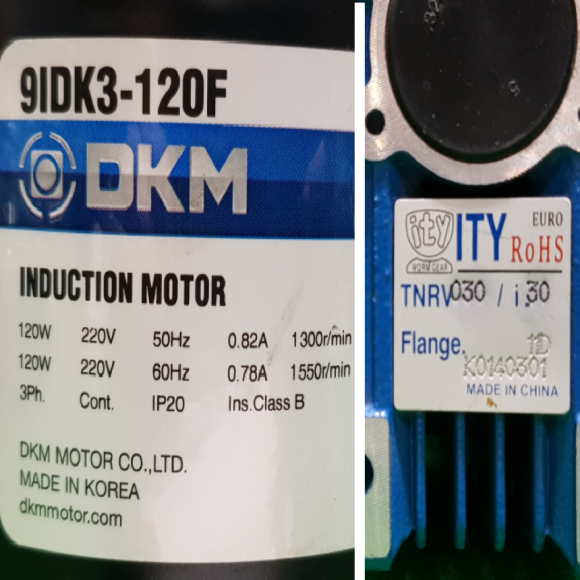 9IDK3-120F
DKM
INDUCTION MOTOR
120W 220V 50Hz 0.82A 1300r/min
120W 220V 60Hz 0.78A 1550r/min
3Ph. Cont. IP20 Ins.Class B
DKM MOTOR CO.,LTD.
MADE IN KOREA
dkmmotor.com
ity
WORM GEAR
ITY
EURO
RoHS
TNRV030 / i.30
Flange. 1D
K0140301
MADE IN CHINA